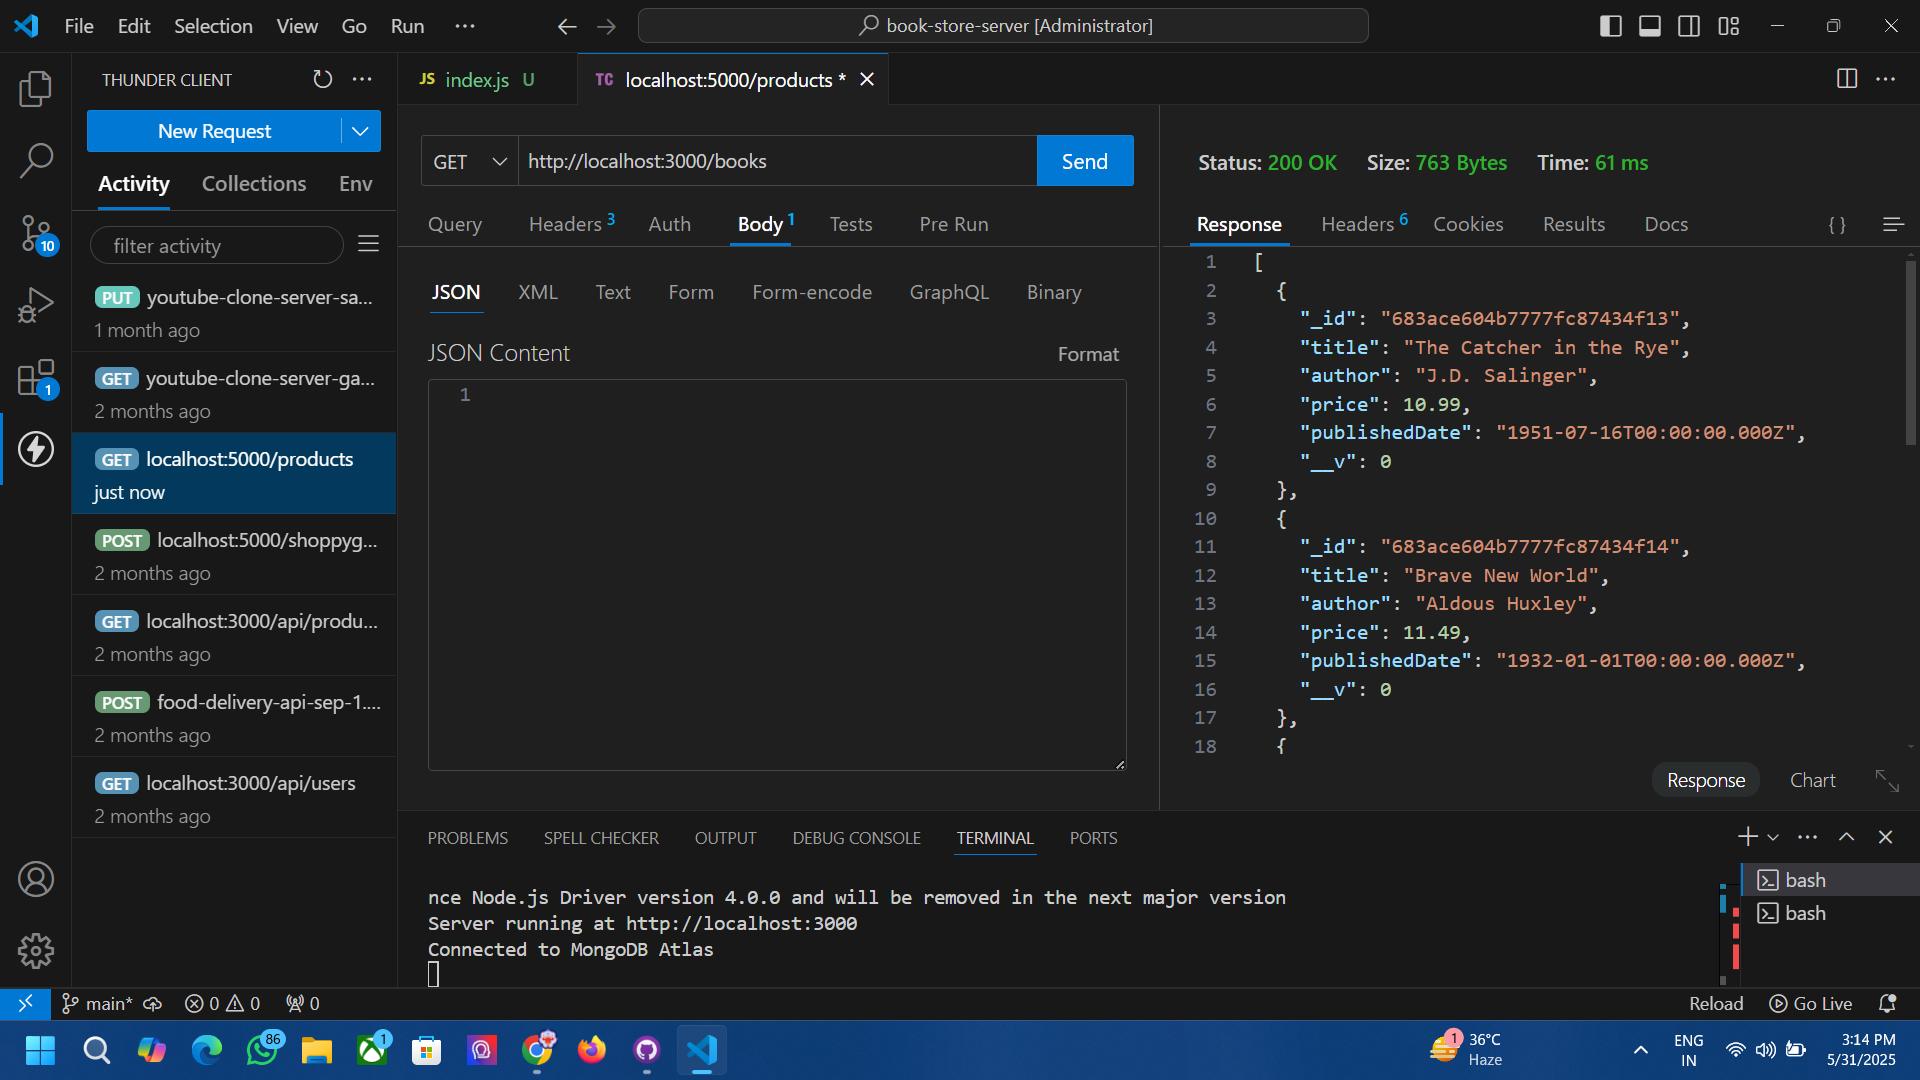 File Edit Selection View Go Run ···
book-store-server [Administrator]
THUNDER CLIENT
New Request
Activity Collections Env
filter activity
PUT youtube-clone-server-sa...
1 month ago
GET youtube-clone-server-ga...
2 months ago
GET localhost:5000/products
just now
POST localhost:5000/shoppyg...
2 months ago
GET localhost:3000/api/produ...
2 months ago
POST food-delivery-api-sep-1....
2 months ago
GET localhost:3000/api/users
2 months ago
10
1
JS index.js U
TC localhost:5000/products *
GET http://localhost:3000/books Send
Query Headers 3 Auth Body 1 Tests Pre Run
JSON XML Text Form Form-encode GraphQL Binary
JSON Content Format
1
Status: 200 OK Size: 763 Bytes Time: 61 ms
Response Headers 6 Cookies Results Docs { }
1 [
2 {
3 "_id": "683ace604b7777fc87434f13",
4 "title": "The Catcher in the Rye",
5 "author": "J.D. Salinger",
6 "price": 10.99,
7 "publishedDate": "1951-07-16T00:00:00.000Z",
8 "__v": 0
9 },
10 {
11 "_id": "683ace604b7777fc87434f14",
12 "title": "Brave New World",
13 "author": "Aldous Huxley",
14 "price": 11.49,
15 "publishedDate": "1932-01-01T00:00:00.000Z",
16 "__v": 0
17 },
18 {
Response Chart
PROBLEMS SPELL CHECKER OUTPUT DEBUG CONSOLE TERMINAL PORTS
nce Node.js Driver version 4.0.0 and will be removed in the next major version
Server running at http://localhost:3000
Connected to MongoDB Atlas
bash
bash
main* 0 0 0 Reload Go Live
86 1 1
36°C
Haze
ENG
IN
3:14 PM
5/31/2025